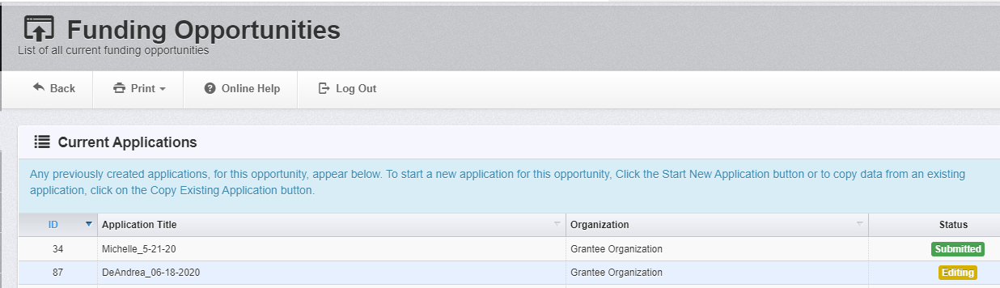 Funding Opportunities
List of all current funding opportunities
Back Print Online Help Log Out
Current Applications
Any previously created applications, for this opportunity, appear below. To start a new application for this opportunity, Click the Start New Application button or to copy data from an existing
application, click on the Copy Existing Application button.
ID Application Title Organization Status
34 Michelle_5-21-20 Grantee Organization Submitted
87 DeAndrea_06-18-2020 Grantee Organization Editing